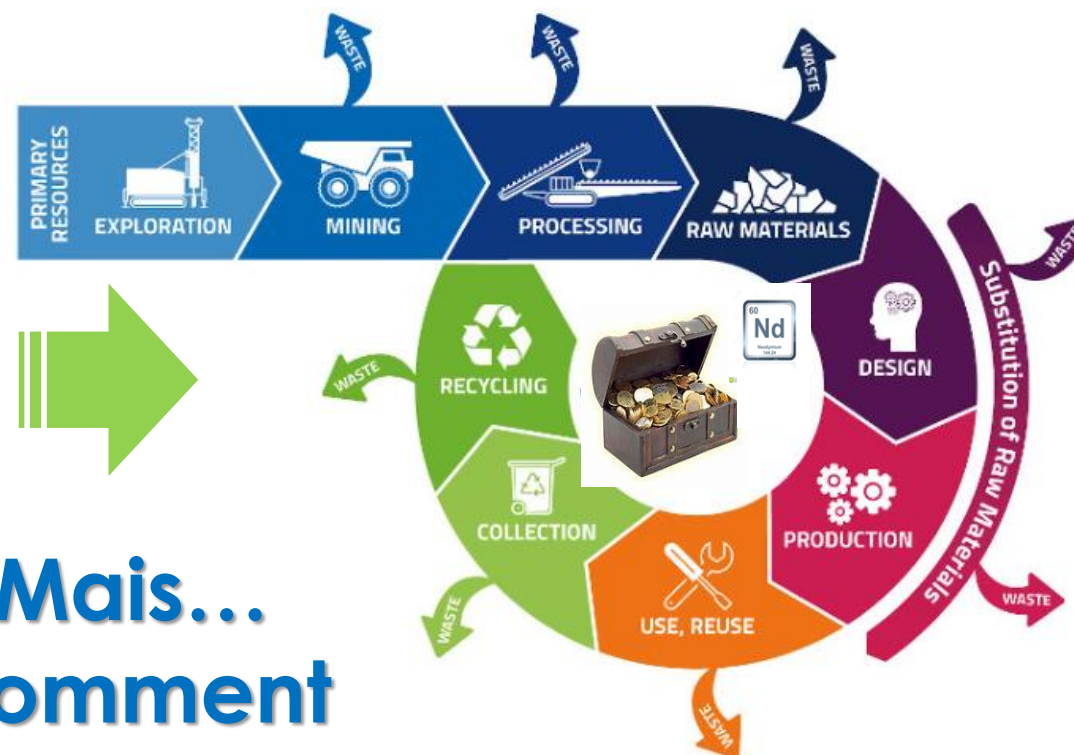 WASTE
WASTE
WASTE
PRIMARY
RESOURCES
EXPLORATION
MINING
PROCESSING
RAW MATERIALS
WASTE
Substitution of Raw Materials
60
Nd
Neodymium
DESIGN
RECYCLING
WASTE
COLLECTION
PRODUCTION
WASTE
USE, REUSE
WASTE
WASTE
Mais…
omment